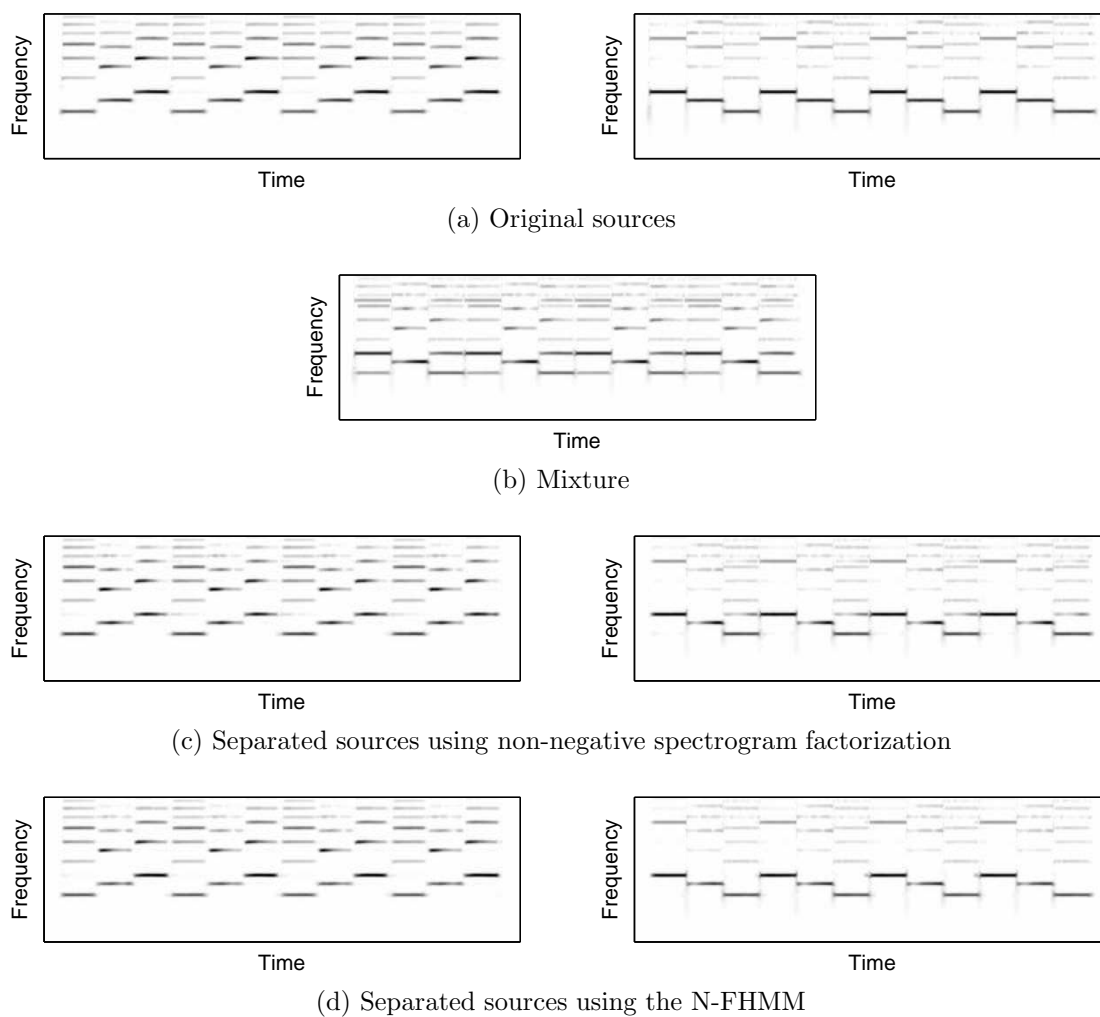 Frequency
Time
Frequency
Time
(a) Original sources
Frequency
Time
(b) Mixture
Frequency
Time
Frequency
Time
(c) Separated sources using non-negative spectrogram factorization
Frequency
Time
Frequency
Time
(d) Separated sources using the N-FHMM